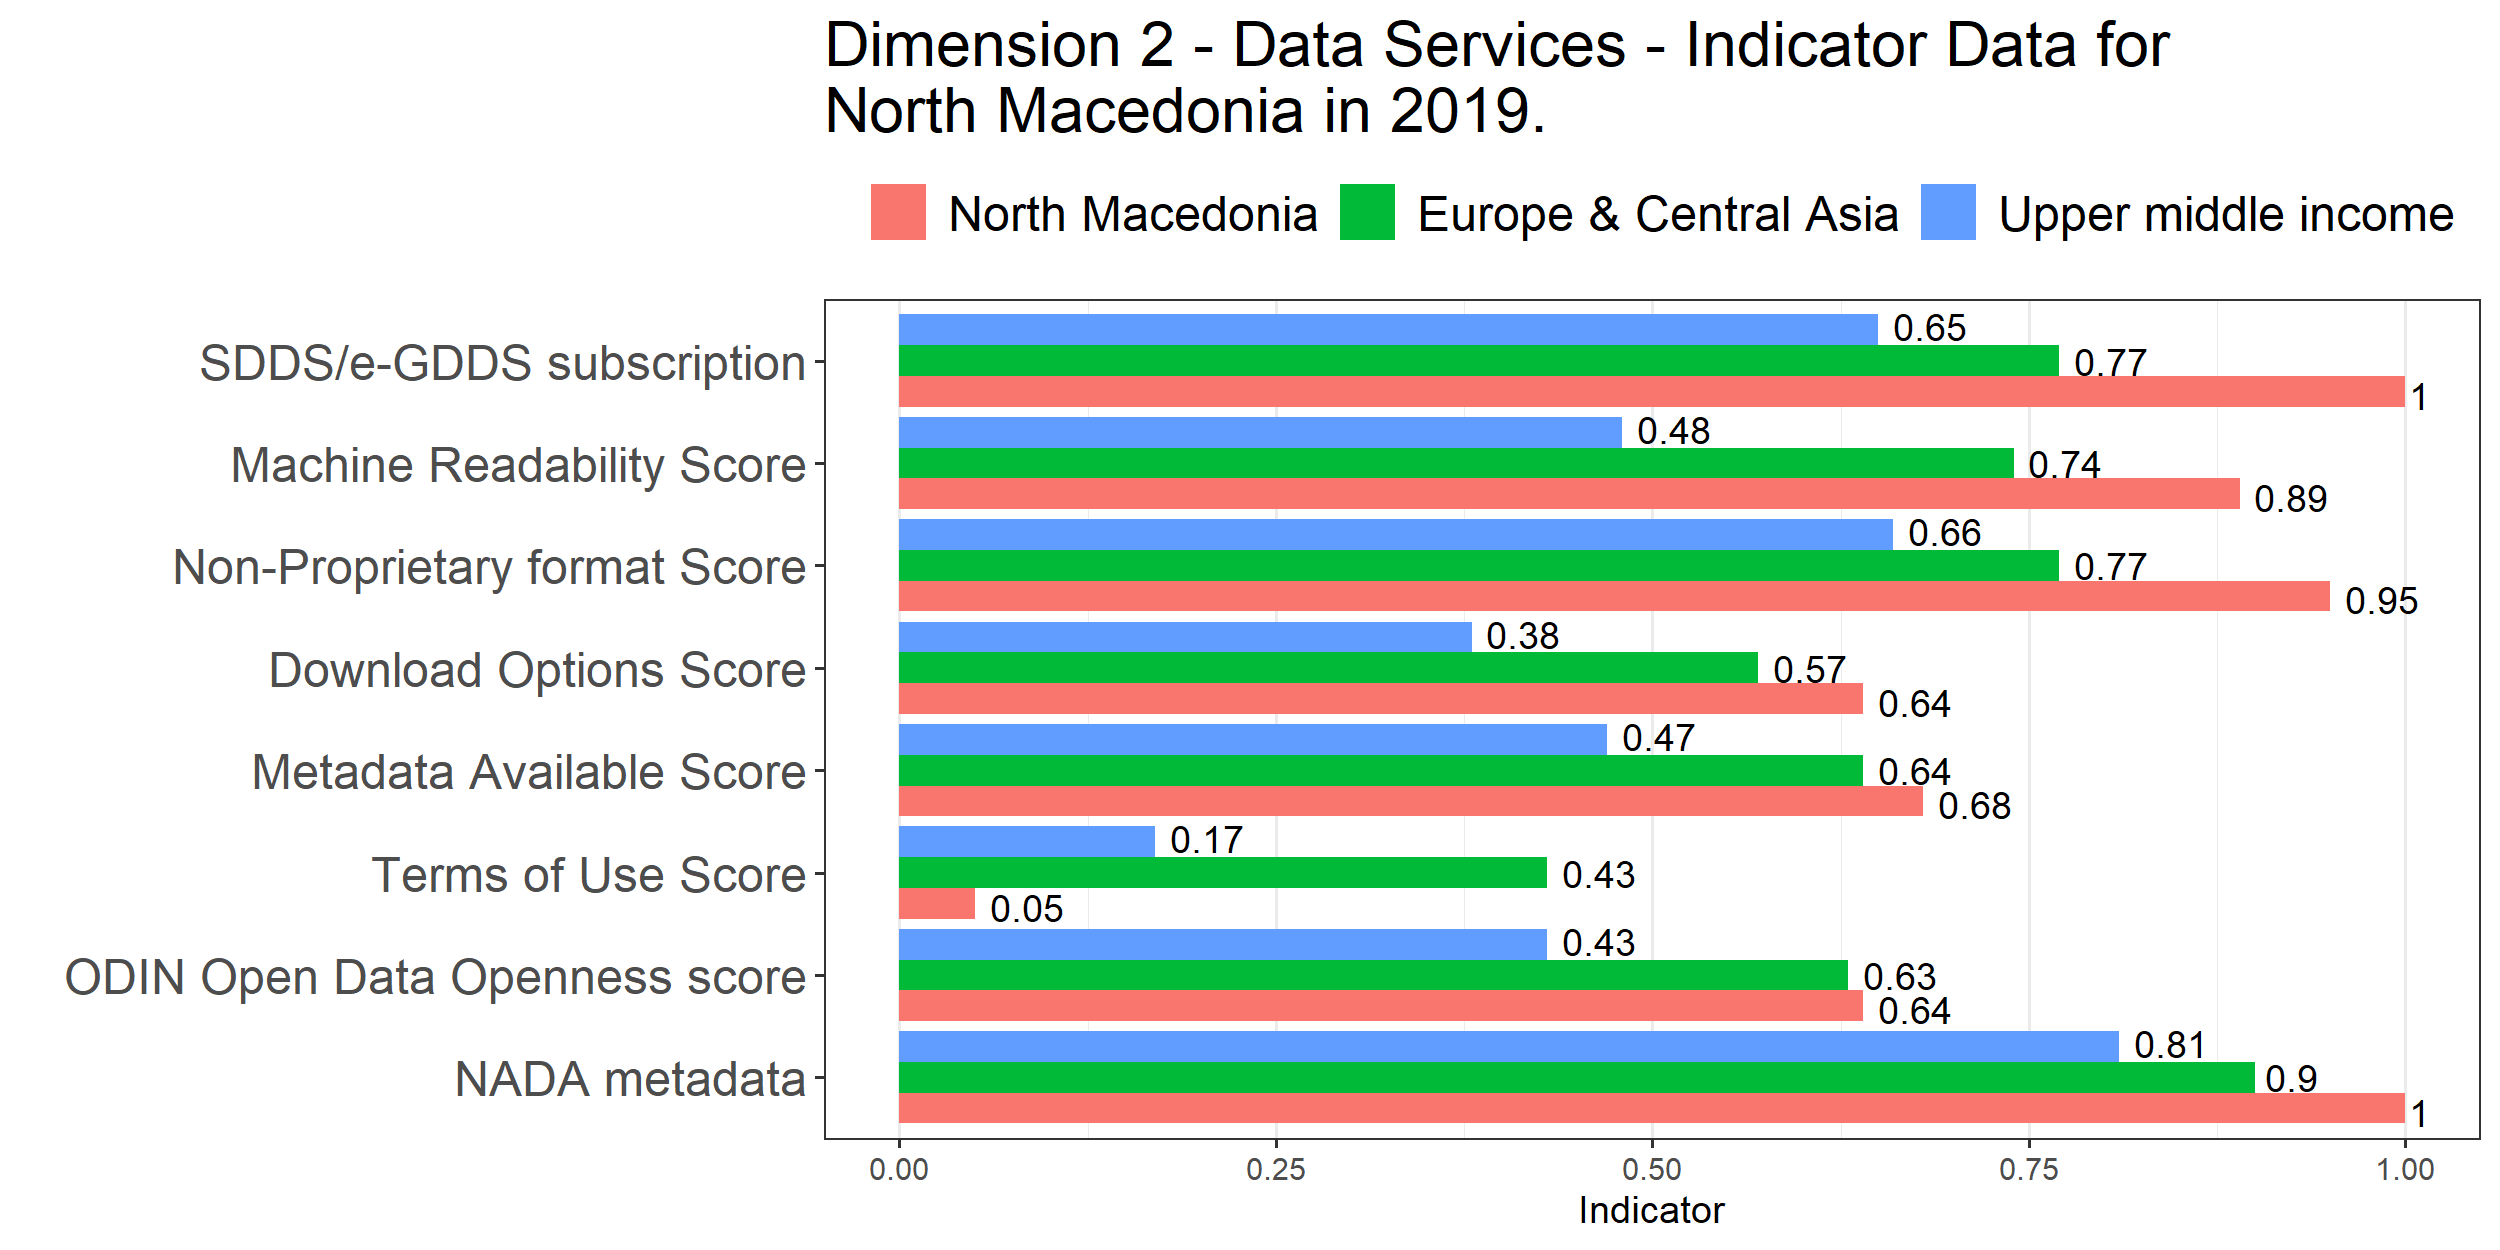 Dimension 2 - Data Services - Indicator Data for
North Macedonia in 2019.
North Macedonia Europe & Central Asia Upper middle income
SDDS/e-GDDS subscription
0.65
0.77
1
Machine Readability Score
0.48
0.74
0.89
Non-Proprietary format Score
0.66
0.77
0.95
Download Options Score
0.38
0.57
0.64
Metadata Available Score
0.47
0.64
0.68
Terms of Use Score
0.17
0.43
0.05
ODIN Open Data Openness score
0.43
0.63
0.64
NADA metadata
0.81
0.9
1
0.00 0.25 0.50 0.75 1.00
Indicator